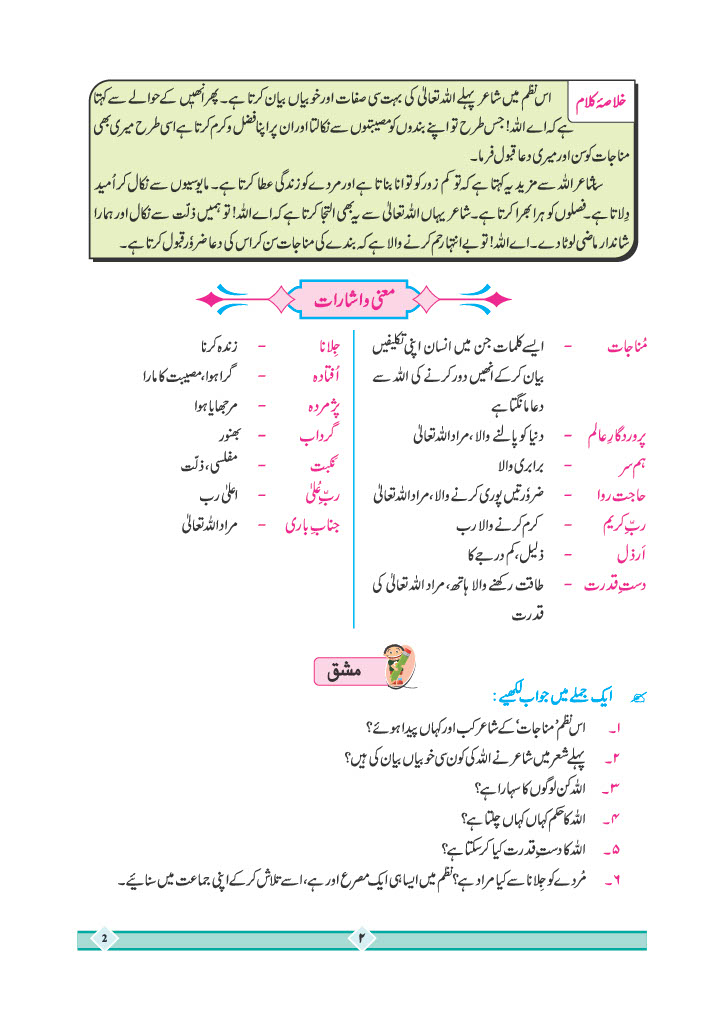 خلاصۂ کلام
اس نظم میں شاعر پہلے اللہ تعالیٰ کی بہت سی صفات اور خوبیاں بیان کرتا ہے۔ پھر انھیں کے حوالے سے کہتا
ہے کہ اے اللہ! جس طرح تو اپنے بندوں کو مصیبتوں سے نکالتا اور ان پر اپنا فضل و کرم کرتا ہے اسی طرح میری بھی
مناجات کو سن اور میری دعا قبول فرما۔
شاعر اللہ سے مزید یہ کہتا ہے کہ تو کم زور کو توانا بناتا ہے اور مردے کو زندگی عطا کرتا ہے۔ مایوسیوں سے نکال کر اُمید
دِلاتا ہے۔ فصلوں کو ہرا بھرا کرتا ہے۔ شاعر یہاں اللہ تعالیٰ سے یہ بھی التجا کرتا ہے کہ اے اللہ! تو ہمیں ذلّت سے نکال اور ہمارا
شاندار ماضی لوٹا دے۔ اے اللہ! تو بے انتہا رحم کرنے والا ہے کہ بندے کی مناجات سن کر اس کی دعا ضرور قبول کرتا ہے۔
معنی و اشارات
مُناجات – ایسے کلمات جن میں انسان اپنی تکلیفیں
بیان کرکے انھیں دور کرنے کی اللہ سے
دعا مانگتا ہے
پروردگارِ عالم – دنیا کو پالنے والا، مراد اللہ تعالیٰ
ہم سر – برابری والا
حاجت روا – ضرورتیں پوری کرنے والا، مراد اللہ تعالیٰ
ربِّ کریم – کرم کرنے والا رب
اَرذل – ذلیل، کم درجے کا
دستِ قدرت – طاقت رکھنے والا ہاتھ، مراد اللہ تعالیٰ کی
قدرت
جِلانا – زندہ کرنا
اُفتادہ – گرا ہوا، مصیبت کا مارا
پژمردہ – مرجھایا ہوا
گرداب – بھنور
نکبت – مفلسی، ذلّت
ربِّ عُلیٰ – اعلیٰ رب
جنابِ باری – مراد اللہ تعالیٰ
مشق
ایک جملے میں جواب لکھیے :
۱۔ اس نظم 'مناجات' کے شاعر کب اور کہاں پیدا ہوئے؟
۲۔ پہلے شعر میں شاعر نے اللہ کی کون سی خوبیاں بیان کی ہیں؟
۳۔ اللہ کن لوگوں کا سہارا ہے؟
۴۔ اللہ کا حکم کہاں کہاں چلتا ہے؟
۵۔ اللہ کا دستِ قدرت کیا کر سکتا ہے؟
۶۔ مُردے کو جِلانا سے کیا مراد ہے؟ نظم میں ایسا ہی ایک مصرع اور ہے، اسے تلاش کرکے اپنی جماعت میں سنائیے۔
۲
2